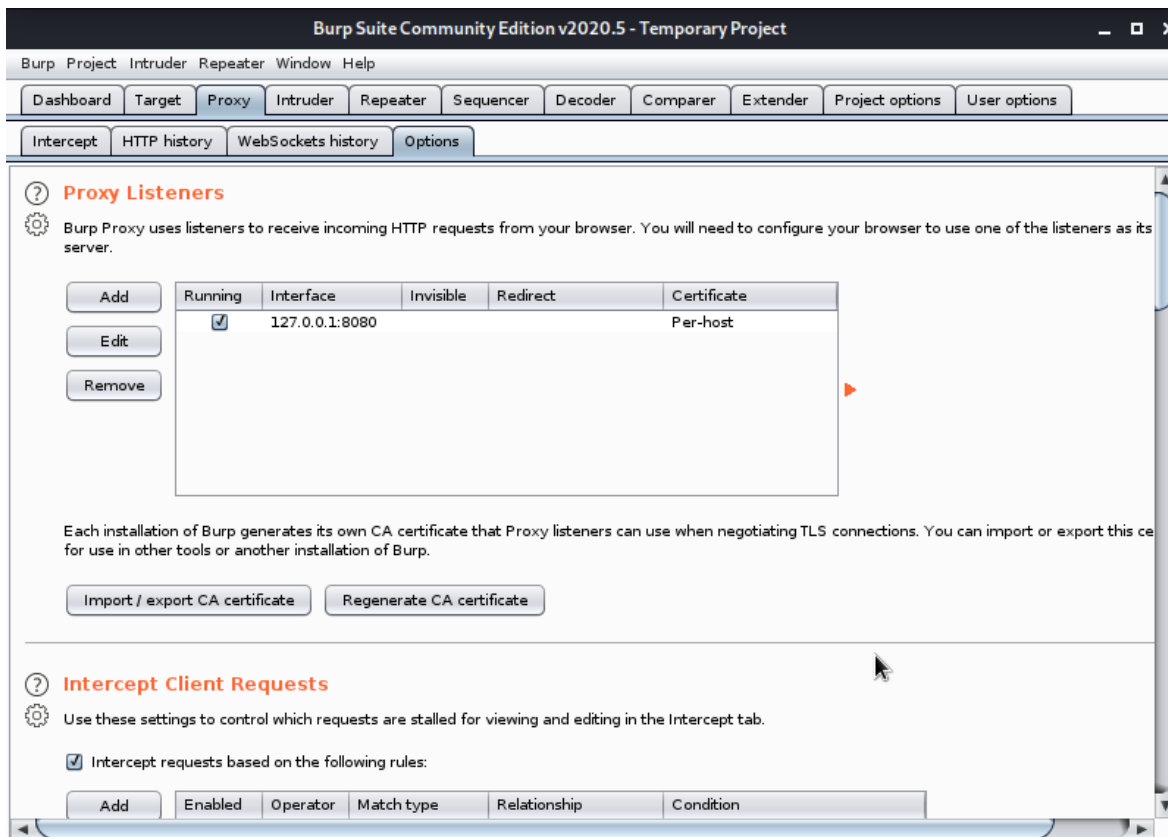 Burp Suite Community Edition v2020.5 - Temporary Project
Burp Project Intruder Repeater Window Help
Dashboard Target Proxy Intruder Repeater Sequencer Decoder Comparer Extender Project options User options
Intercept HTTP history WebSockets history Options
Proxy Listeners
Burp Proxy uses listeners to receive incoming HTTP requests from your browser. You will need to configure your browser to use one of the listeners as its
server.
Add Running Interface Invisible Redirect Certificate
127.0.0.1:8080 Per-host
Edit
Remove
Each installation of Burp generates its own CA certificate that Proxy listeners can use when negotiating TLS connections. You can import or export this ce
for use in other tools or another installation of Burp.
Import / export CA certificate Regenerate CA certificate
Intercept Client Requests
Use these settings to control which requests are stalled for viewing and editing in the Intercept tab.
Intercept requests based on the following rules:
Add Enabled Operator Match type Relationship Condition